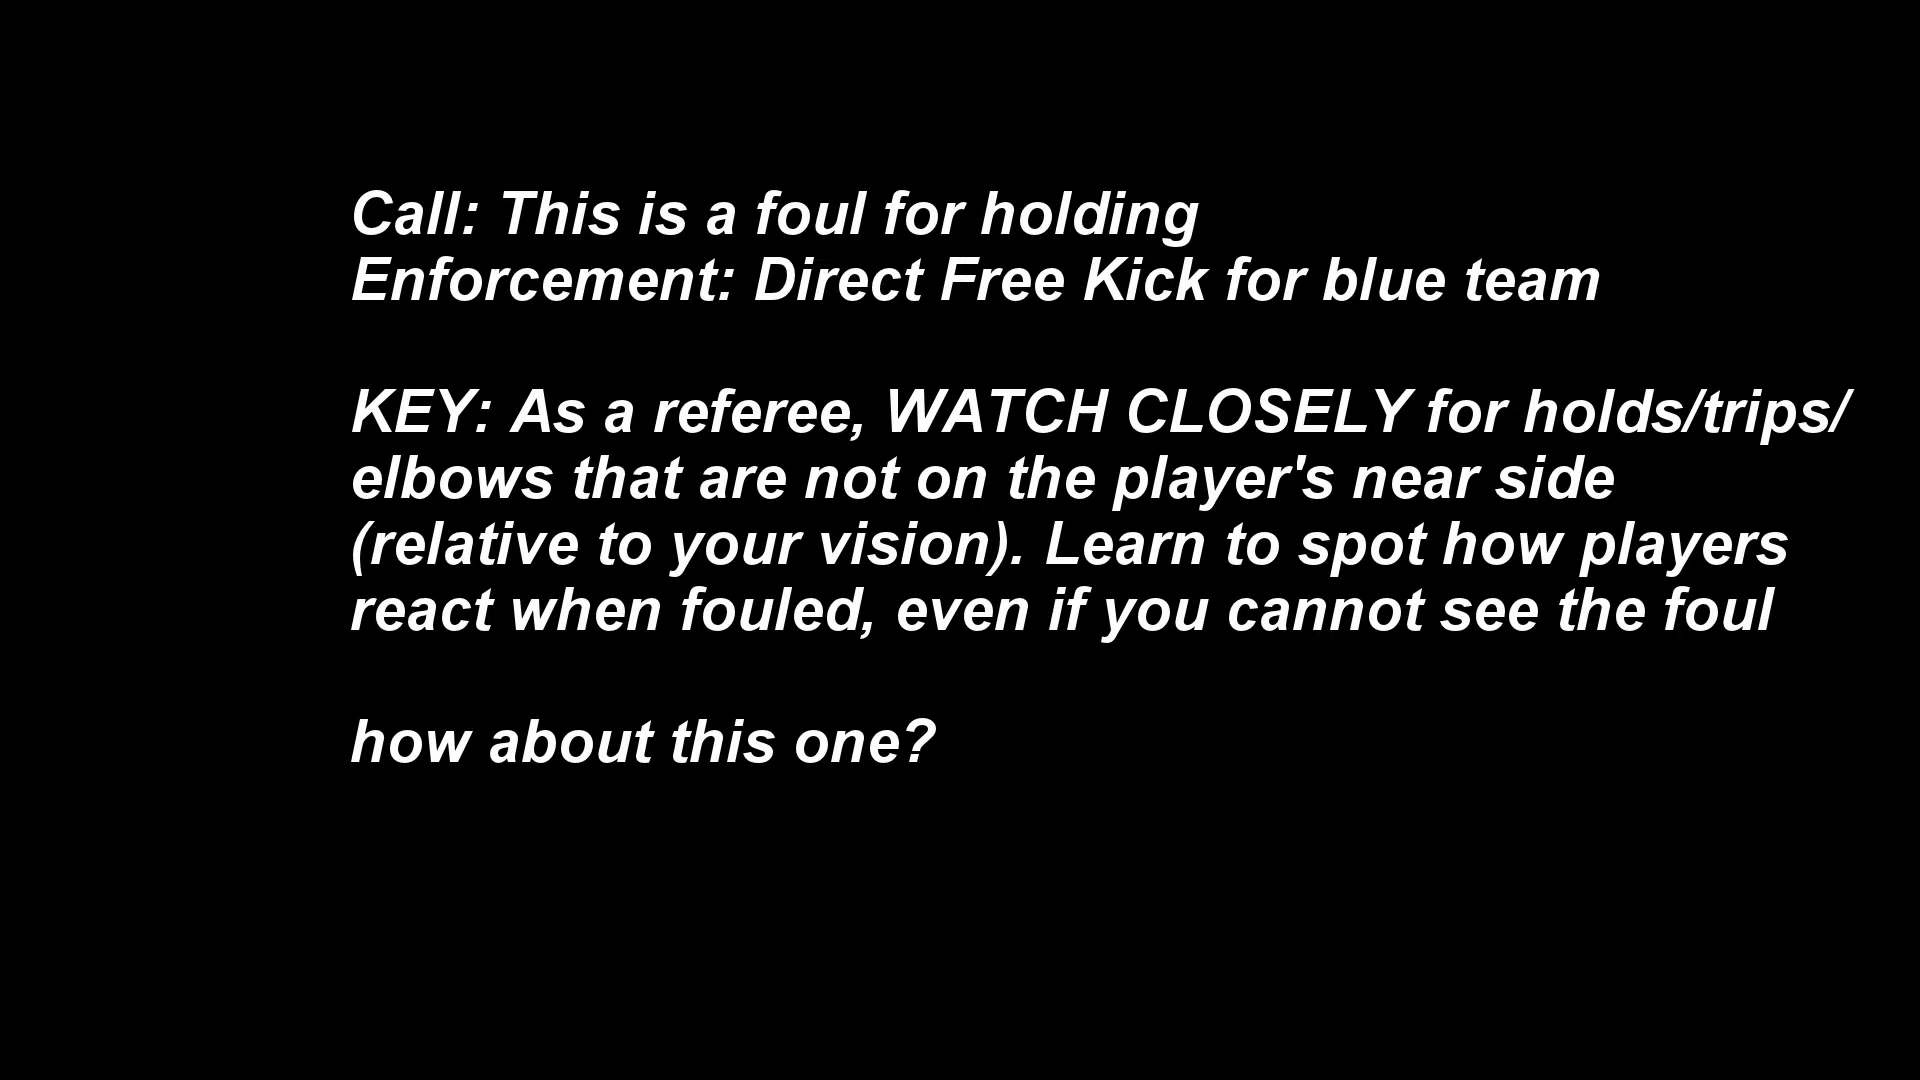 Call: This is a foul for holding
Enforcement: Direct Free Kick for blue team
KEY: As a referee, WATCH CLOSELY for holds/trips/
elbows that are not on the player's near side
(relative to your vision). Learn to spot how players
react when fouled, even if you cannot see the foul
how about this one?